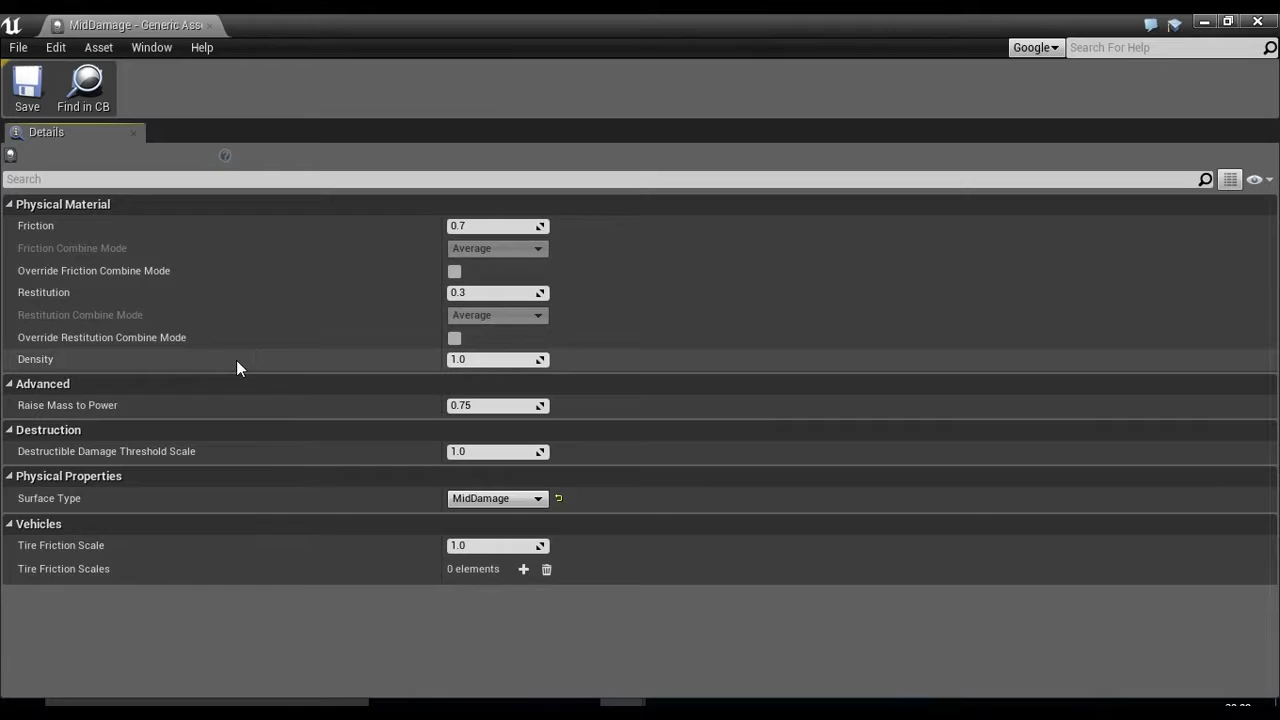 MidDamage - Generic Ass
File Edit Asset Window Help
Google Search For Help
Save Find in CB
Details
Search
Physical Material
Friction 0.7
Friction Combine Mode Average
Override Friction Combine Mode
Restitution 0.3
Restitution Combine Mode Average
Override Restitution Combine Mode
Density 1.0
Advanced
Raise Mass to Power 0.75
Destruction
Destructible Damage Threshold Scale 1.0
Physical Properties
Surface Type MidDamage
Vehicles
Tire Friction Scale 1.0
Tire Friction Scales 0 elements